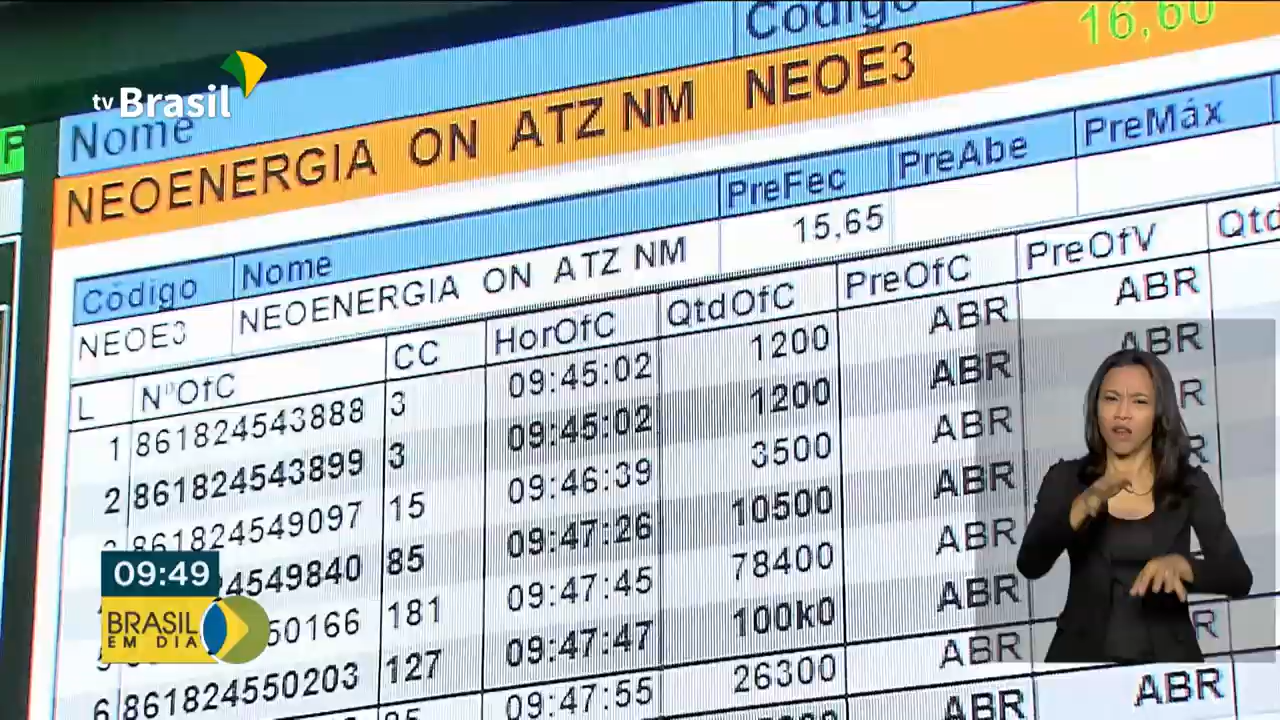 tv Brasil
Código
16,60
Nome
NEOENERGIA ON ATZ NM NEOE3
Código Nome PreFec PreAbe PreMáx
NEOE3 NEOENERGIA ON ATZ NM 15,65
L NºOfC CC HorOfC QtdOfC PreOfC PreOfV Qtd
1 861824543888 3 09:45:02 1200 ABR ABR
2 861824543899 3 09:45:02 1200 ABR ABR
861824549097 15 09:46:39 3500 ABR
4549840 85 09:47:26 10500 ABR
50166 181 09:47:45 78400 ABR
6 861824550203 127 09:47:47 100k0 ABR
09:47:55 26300 ABR
ABR ABR
09:49
BRASIL
EM DIA